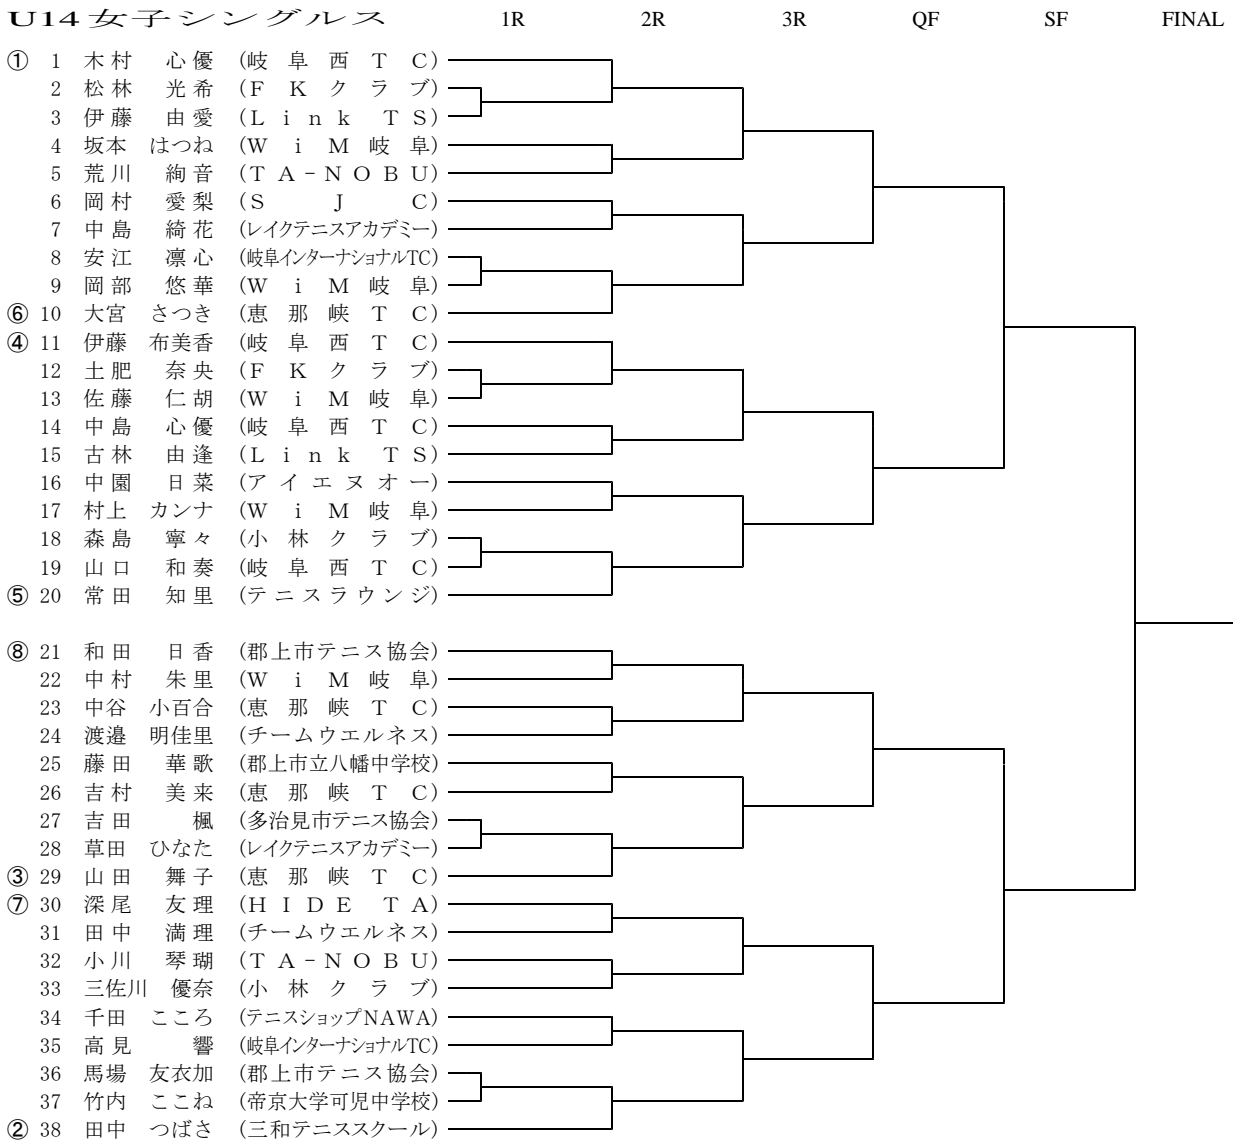 U14女子シングルス 1R 2R 3R QF SF FINAL
① 1 木村 心優 (岐阜西TC)
2 松林 光希 (FKクラブ)
3 伊藤 由愛 (Link TS)
4 坂本 はつね (WiM岐阜)
5 荒川 絢音 (TA-NOBU)
6 岡村 愛梨 (SJC)
7 中島 綺花 (レイクテニスアカデミー)
8 安江 凛心 (岐阜インターナショナルTC)
9 岡部 悠華 (WiM岐阜)
⑥ 10 大宮 さつき (恵那峡TC)
④ 11 伊藤 布美香 (岐阜西TC)
12 土肥 奈央 (FKクラブ)
13 佐藤 仁胡 (WiM岐阜)
14 中島 心優 (岐阜西TC)
15 古林 由逢 (Link TS)
16 中園 日菜 (アイエヌオー)
17 村上 カンナ (WiM岐阜)
18 森島 寧々 (小林クラブ)
19 山口 和奏 (岐阜西TC)
⑤ 20 常田 知里 (テニスラウンジ)
⑧ 21 和田 日香 (郡上市テニス協会)
22 中村 朱里 (WiM岐阜)
23 中谷 小百合 (恵那峡TC)
24 渡邉 明佳里 (チームウエルネス)
25 藤田 華歌 (郡上市立八幡中学校)
26 吉村 美来 (恵那峡TC)
27 吉田 楓 (多治見市テニス協会)
28 草田 ひなた (レイクテニスアカデミー)
③ 29 山田 舞子 (恵那峡TC)
⑦ 30 深尾 友理 (HIDE TA)
31 田中 満理 (チームウエルネス)
32 小川 琴瑚 (TA-NOBU)
33 三佐川 優奈 (小林クラブ)
34 千田 こころ (テニスショップNAWA)
35 高見 響 (岐阜インターナショナルTC)
36 馬場 友衣加 (郡上市テニス協会)
37 竹内 ここね (帝京大学可児中学校)
② 38 田中 つばさ (三和テニススクール)